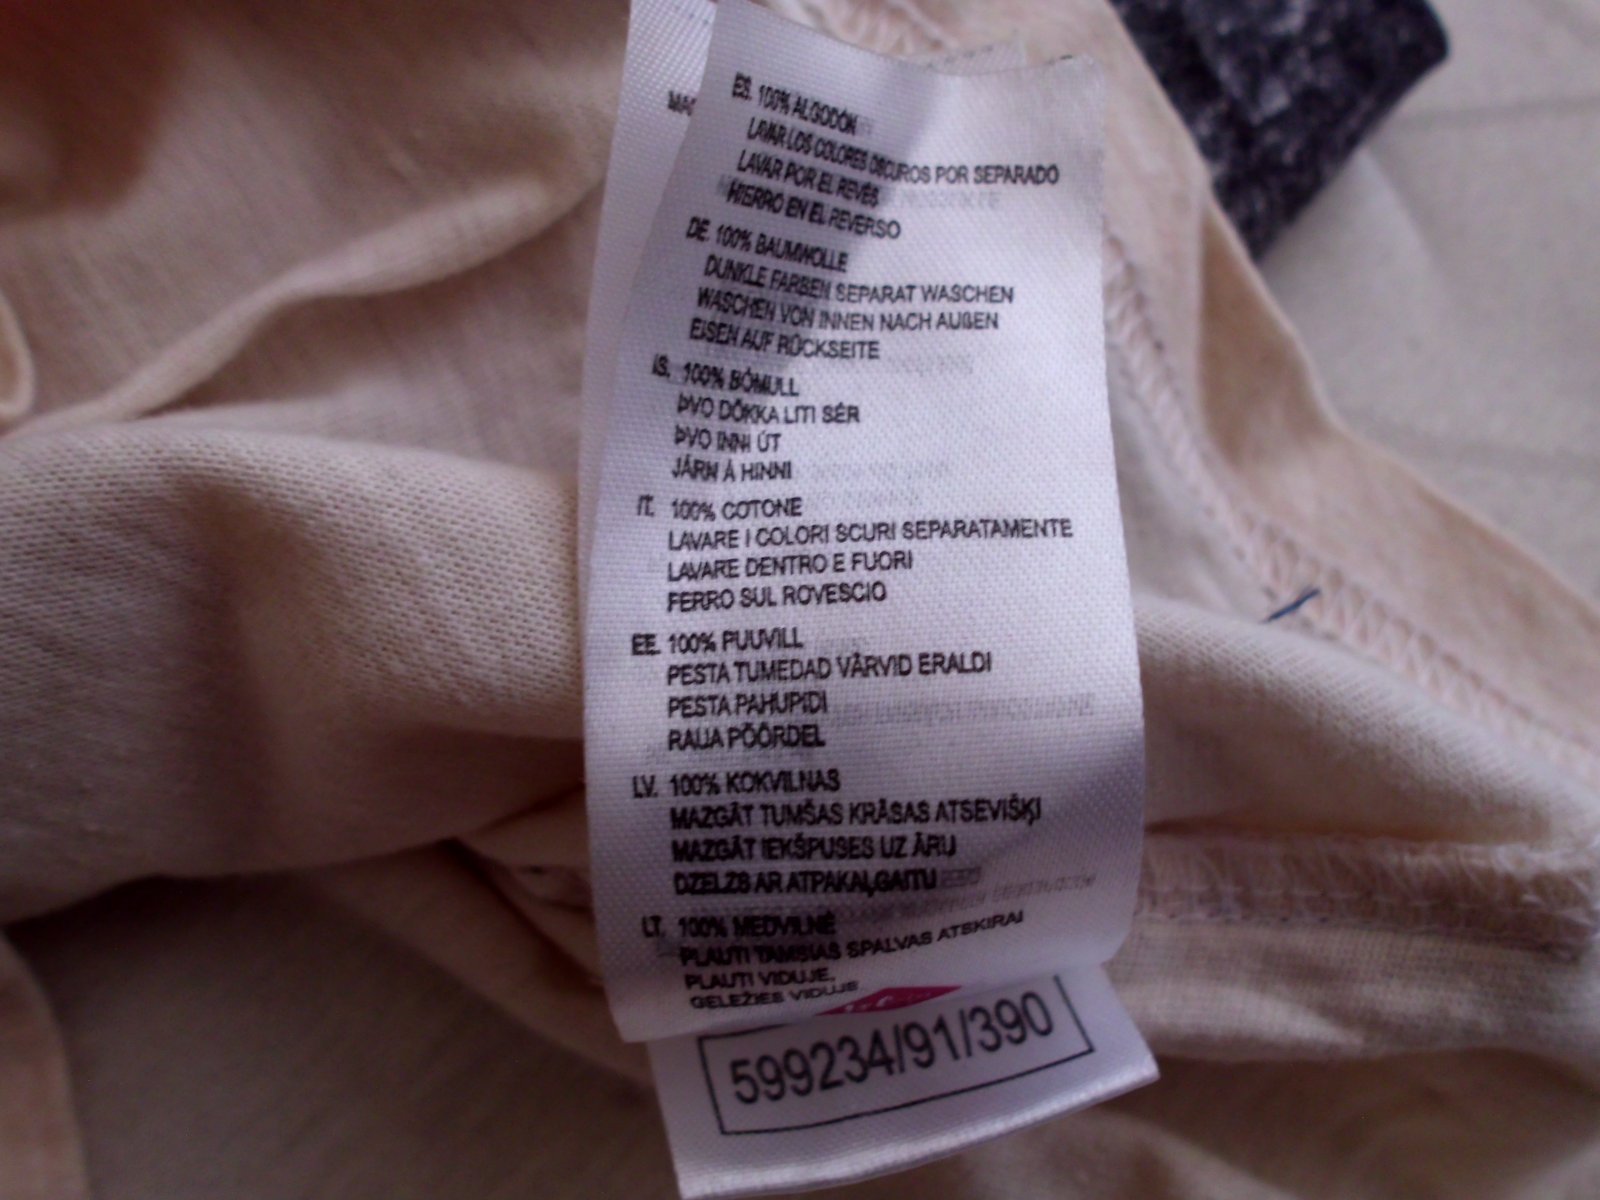 ES. 100% ALGODÓN
LAVAR LOS COLORES OSCUROS POR SEPARADO
LAVAR POR EL REVÉS
HIERRO EN EL REVERSO
DE. 100% BAUMWOLLE
DUNKLE FARBEN SEPARAT WASCHEN
WASCHEN VON INNEN NACH AUßEN
EISEN AUF RÜCKSEITE
IS. 100% BÓMULL
ÞVO DÖKKA LITI SÉR
ÞVO INNI ÚT
JÁRN Á HINNI
IT. 100% COTONE
LAVARE I COLORI SCURI SEPARATAMENTE
LAVARE DENTRO E FUORI
FERRO SUL ROVESCIO
EE. 100% PUUVILL
PESTA TUMEDAD VÄRVID ERALDI
PESTA PAHUPIDI
RAUA PÖÖRDEL
LV. 100% KOKVILNAS
MAZGĀT TUMŠAS KRĀSAS ATSEVIŠĶI
MAZGĀT IEKŠPUSES UZ ĀRU
DZELZS AR ATPAKAĻGAITU
LT. 100% MEDVILNĖ
PLAUTI TAMSIAS SPALVAS ATSKIRAI
PLAUTI VIDUJE.
GELEŽIES VIDUJE
599234/91/390